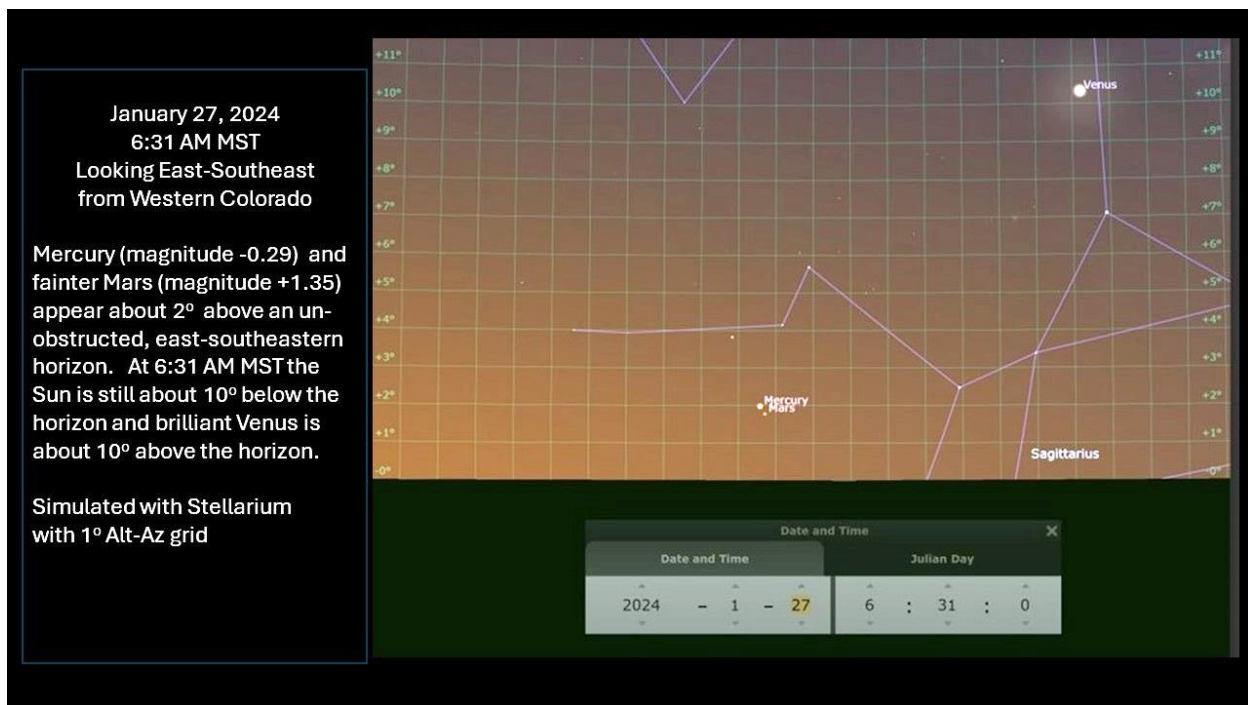 January 27, 2024
6:31 AM MST
Looking East-Southeast
from Western Colorado
Mercury (magnitude -0.29) and
fainter Mars (magnitude +1.35)
appear about 2º above an un-
obstructed, east-southeastern
horizon. At 6:31 AM MST the
Sun is still about 10º below the
horizon and brilliant Venus is
about 10º above the horizon.
Simulated with Stellarium
with 1º Alt-Az grid
+11° +11°
Venus
+10° +10°
+9° +9°
+8° +8°
+7° +7°
+6° +6°
+5° +5°
+4° +4°
+3° +3°
+2° +2°
Mercury
Mars
+1° +1°
Sagittarius
-0° -0°
Date and Time
Date and Time Julian Day
2024 - 1 - 27 6 : 31 : 0